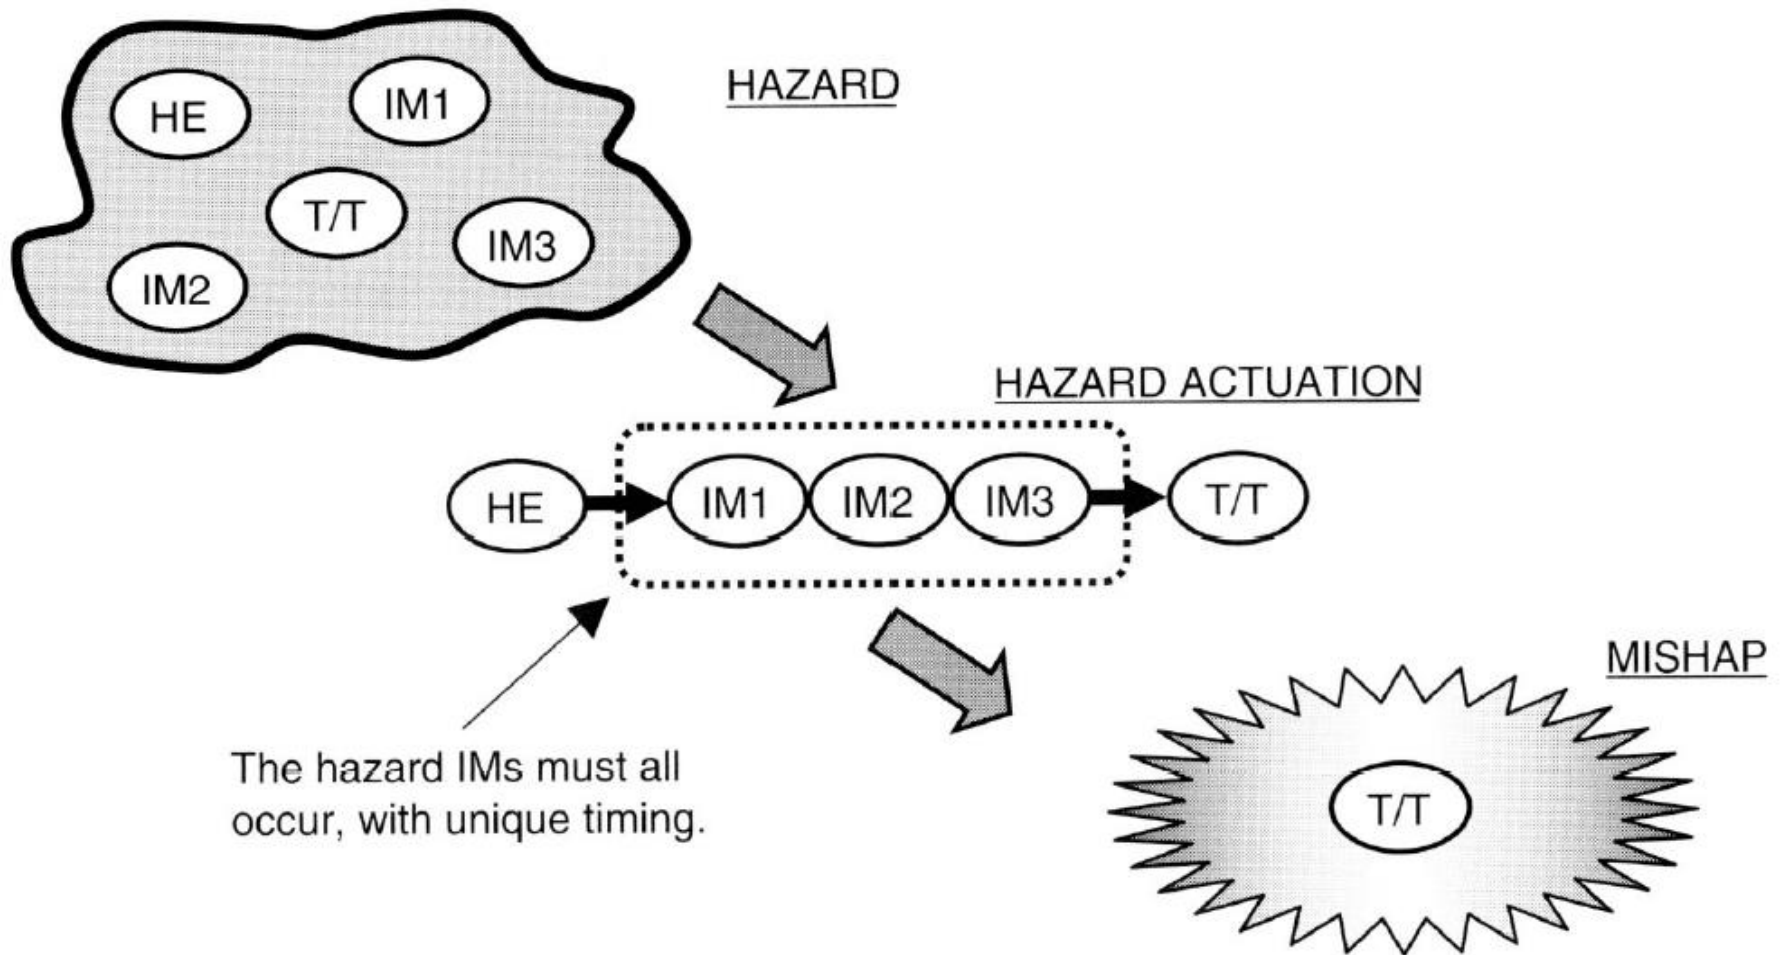 HAZARD
HE
IM1
T/T
IM3
IM2
HAZARD ACTUATION
HE
IM1
IM2
IM3
T/T
The hazard IMs must all
occur, with unique timing.
MISHAP
T/T